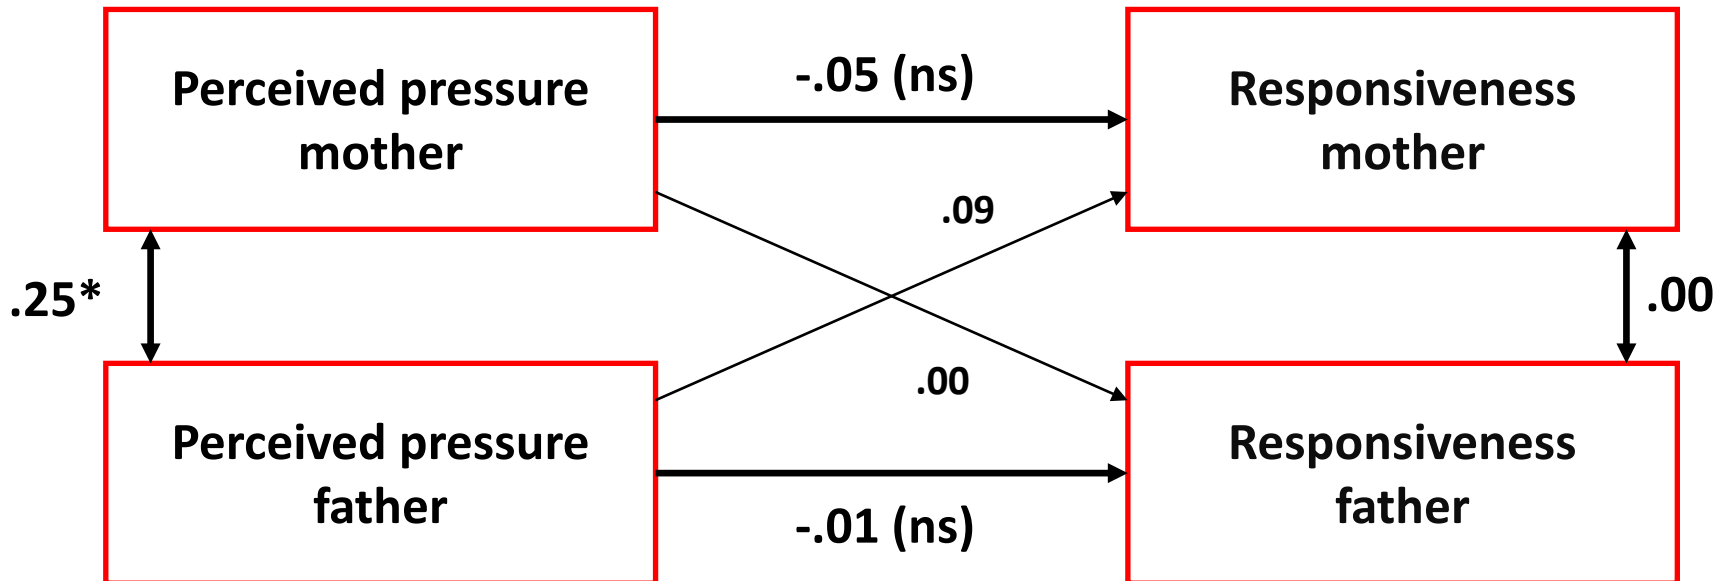 Perceived pressure
mother
-.05 (ns)
Responsiveness
mother
.09
.25*
.00
.00
Perceived pressure
father
-.01 (ns)
Responsiveness
father